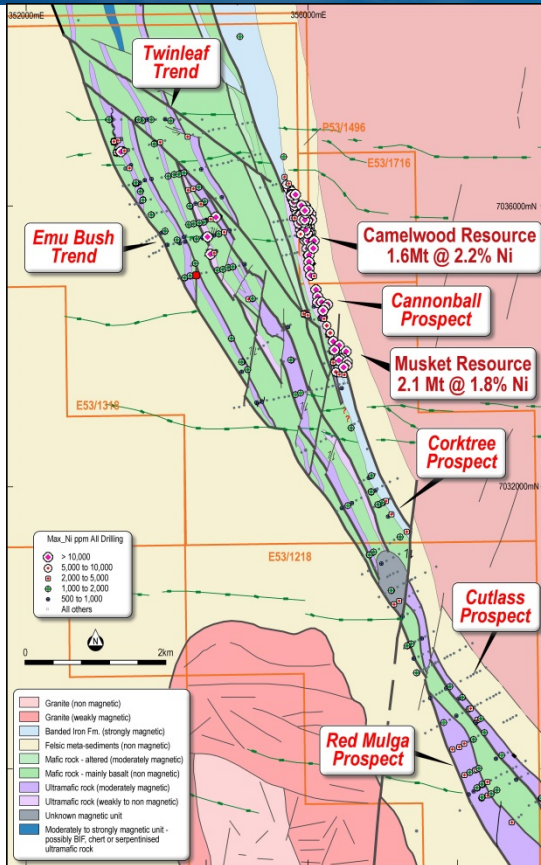 352000mE
356000mE
Twinleaf
Trend
P53/1496
E53/1716
7036000mN
Emu Bush
Trend
Camelwood Resource
1.6Mt @ 2.2% Ni
Cannonball
Prospect
Musket Resource
2.1 Mt @ 1.8% Ni
E53/1318
Corktree
Prospect
7032000mN
Max_Ni ppm All Drilling
> 10,000
5,000 to 10,000
2,000 to 5,000
1,000 to 2,000
500 to 1,000
All others
E53/1218
N
0
2km
Cutlass
Prospect
Red Mulga
Prospect
Granite (non magnetic)
Granite (weakly magnetic)
Banded Iron Fm. (strongly magnetic)
Felsic meta-sediments (non magnetic)
Mafic rock - altered (moderately magnetic)
Mafic rock - mainly basalt (non magnetic)
Ultramafic rock (moderately magnetic)
Ultramafic rock (weakly to non magnetic)
Unknown magnetic unit
Moderately to strongly magnetic unit -
possibly BIF, chert or serpentinised
ultramafic rock